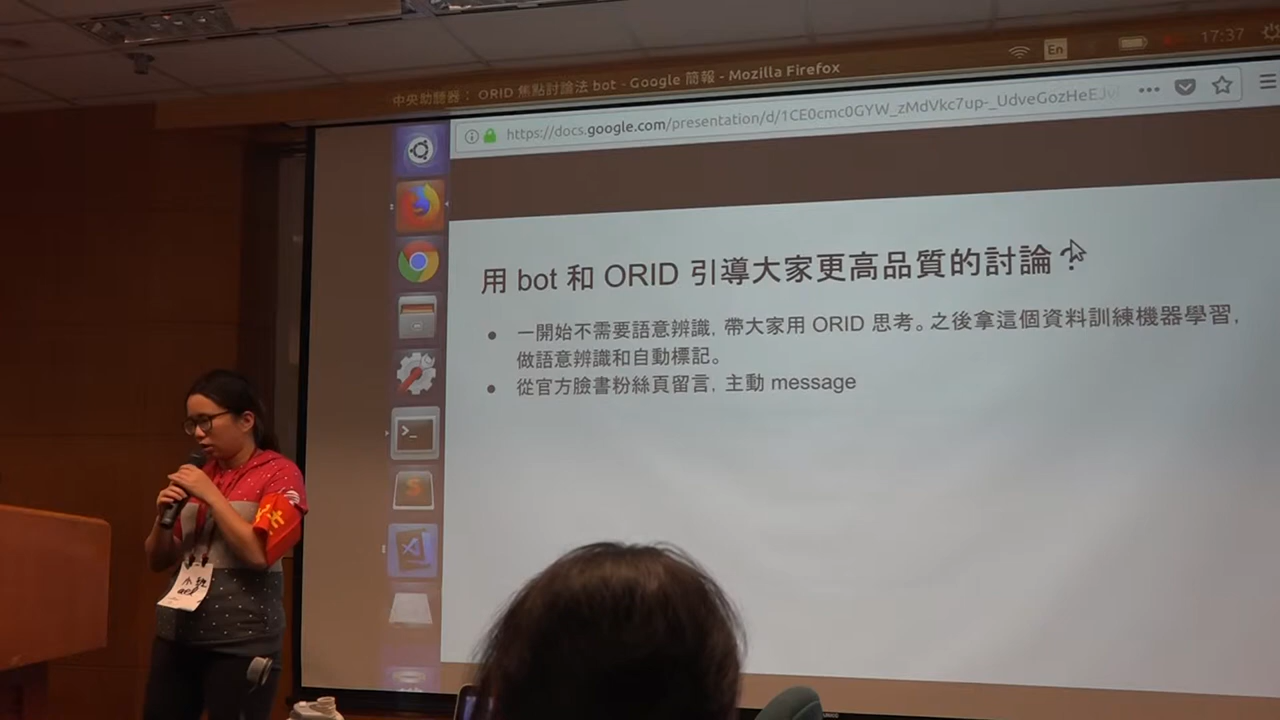 中央助聽器： ORID 焦點討論法 bot - Google 簡報 - Mozilla Firefox
En
17:37
https://docs.google.com/presentation/d/1CE0cmc0GYW_zMdVkc7up-_UdveGozHeEJv
用 bot 和 ORID 引導大家更高品質的討論？
● 一開始不需要語意辨識, 帶大家用 ORID 思考。之後拿這個資料訓練機器學習,
做語意辨識和自動標記。
● 從官方臉書粉絲頁留言, 主動 message